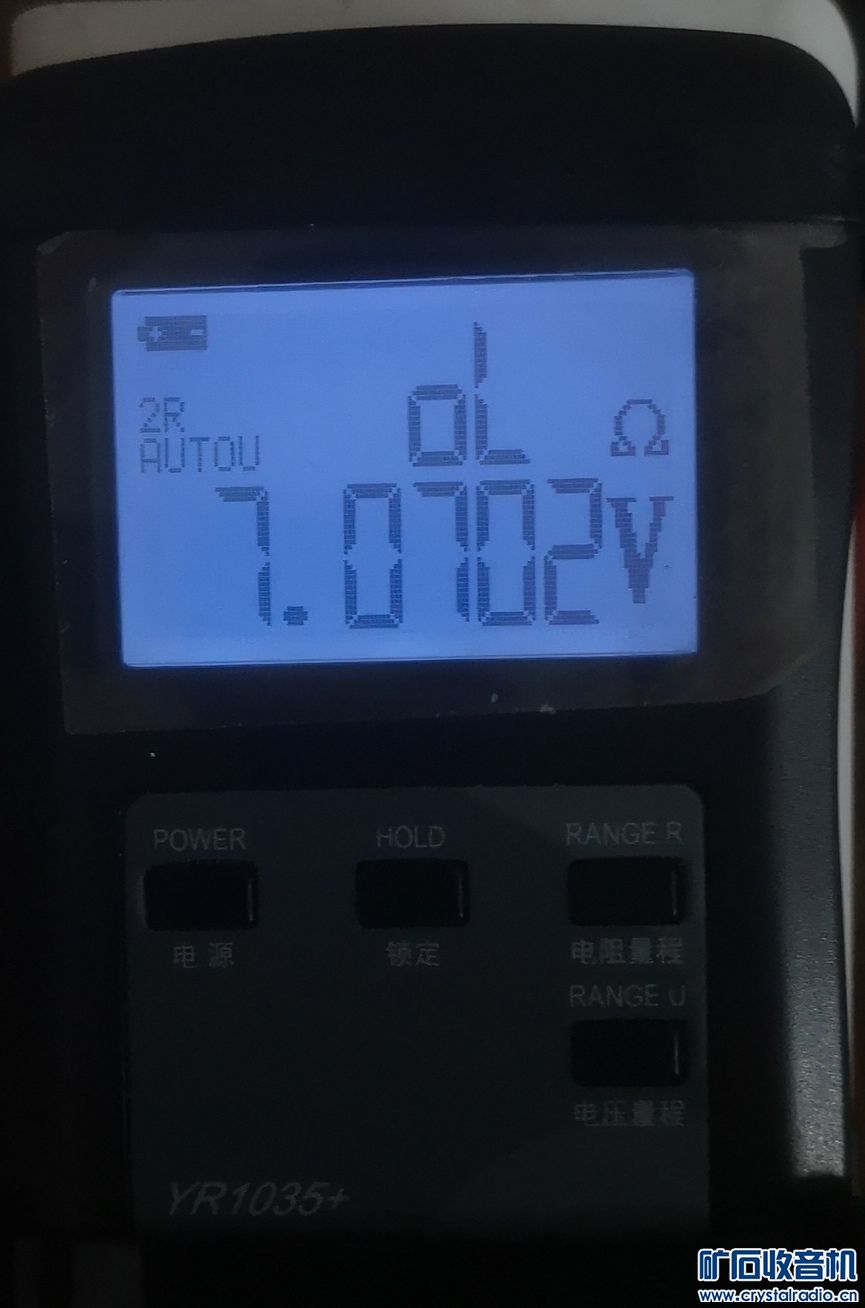 oL Ω
2R
AUTOU
7.0702V
POWER HOLD RANGE R
电源 锁定 电阻量程
RANGE U
电压量程
YR1035+
矿石收音机
www.crystalradio.cn